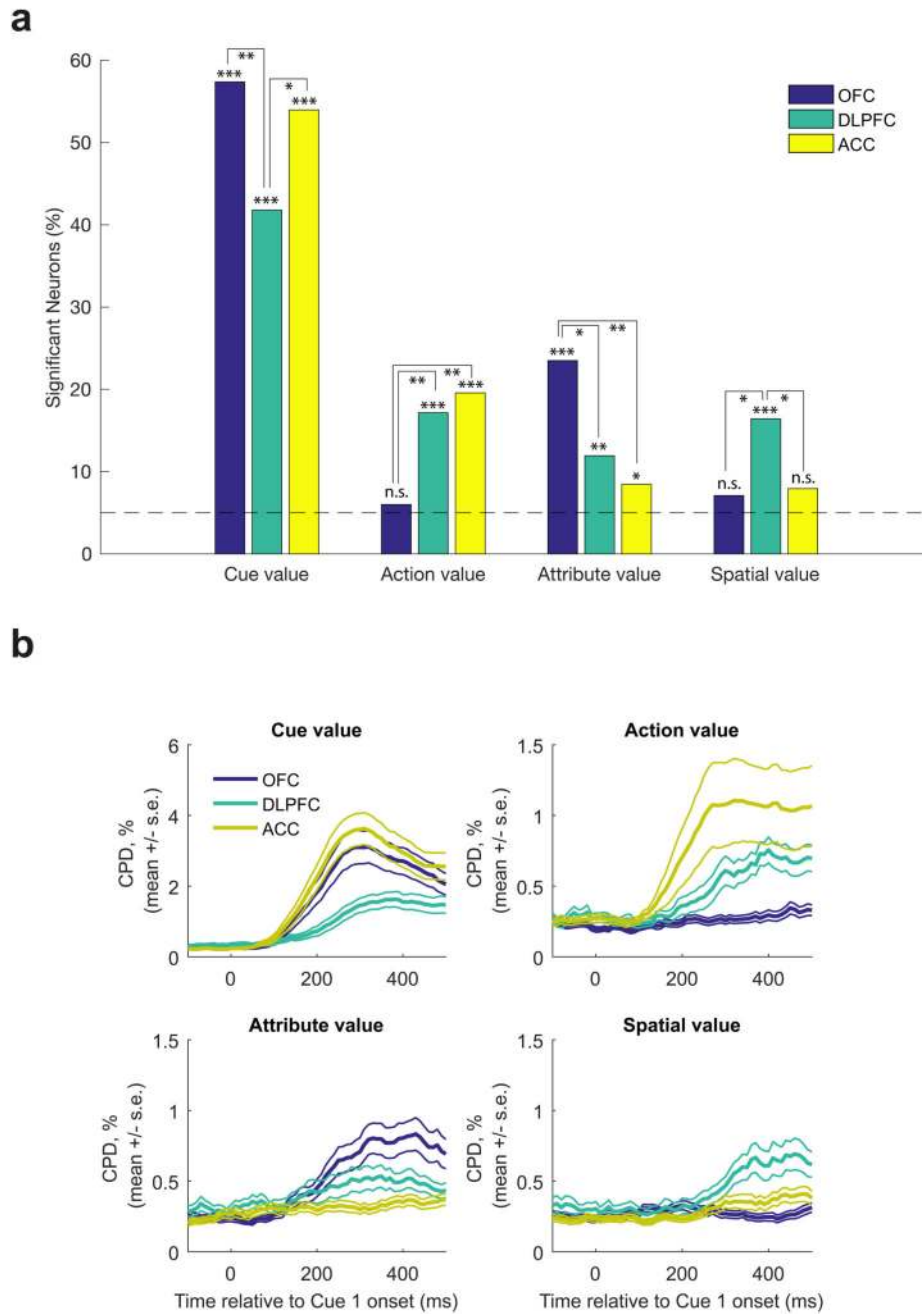 a
60
50
40
30
20
10
0
Significant Neurons (%)
OFC
DLPFC
ACC
**
*
***
***
***
** **
***
***
n.s.
* **
***
**
*
* *
***
n.s.
n.s.
Cue value Action value Attribute value Spatial value
b
Cue value
6
4
2
0
CPD, %
(mean +/- s.e.)
OFC
DLPFC
ACC
0 200 400
Action value
1.5
1
0.5
0
CPD, %
(mean +/- s.e.)
0 200 400
Attribute value
1.5
1
0.5
0
CPD, %
(mean +/- s.e.)
0 200 400
Time relative to Cue 1 onset (ms)
Spatial value
1.5
1
0.5
0
CPD, %
(mean +/- s.e.)
0 200 400
Time relative to Cue 1 onset (ms)